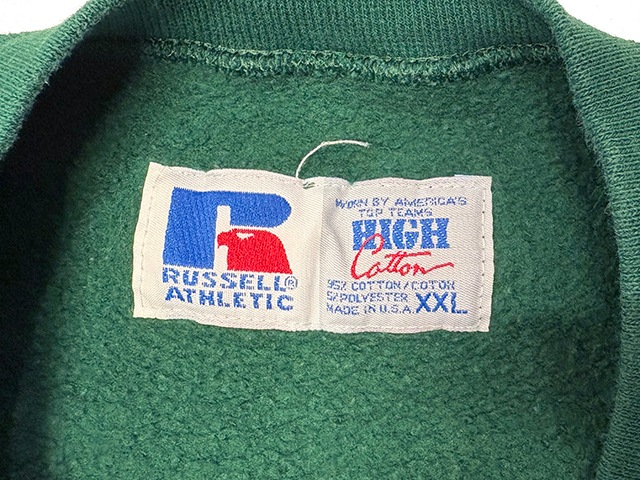 R
RUSSELL®
ATHLETIC
WORN BY AMERICA'S
TOP TEAMS
HIGH
Cotton
95% COTTON/COTON
5% POLYESTER XXL
MADE IN U.S.A.